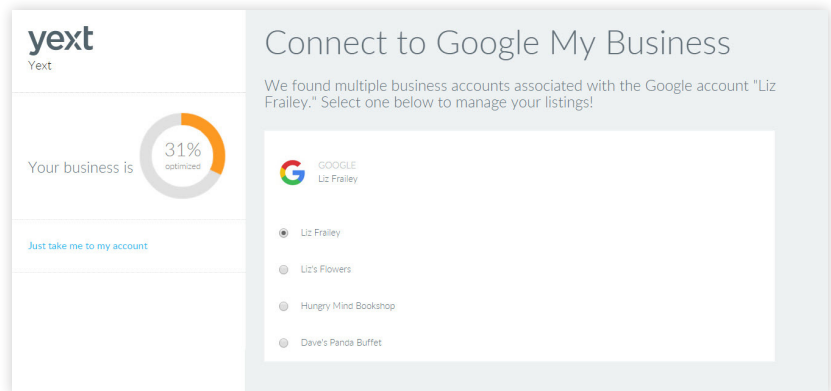 yext
Yext
Your business is
31%
optimized
Just take me to my account
Connect to Google My Business
We found multiple business accounts associated with the Google account "Liz
Frailey." Select one below to manage your listings!
GOOGLE
Liz Frailey
Liz Frailey
Liz's Flowers
Hungry Mind Bookshop
Dave's Panda Buffet